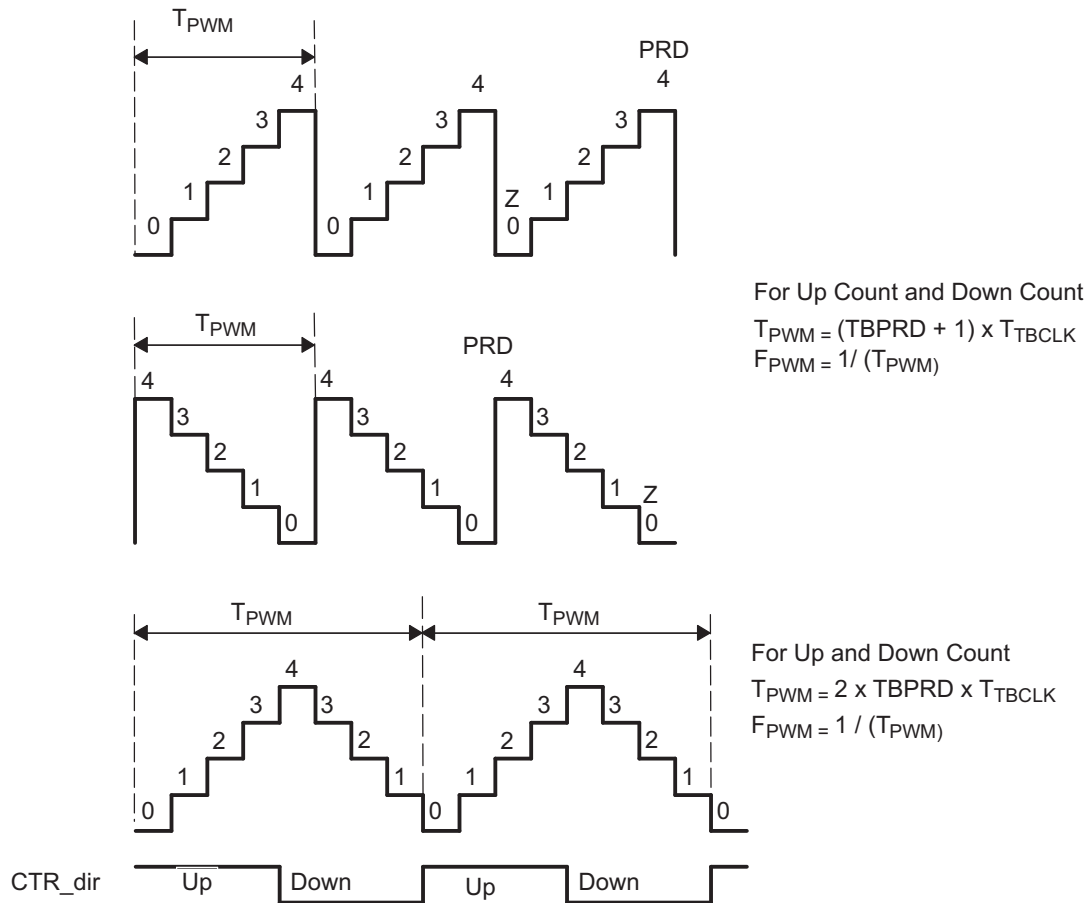 TPWM
PRD
4 4 4
3 3 3
2 2 2
1 1 Z 1
0 0 0
For Up Count and Down Count
TPWM = (TBPRD + 1) x TTBCLK
FPWM = 1/ (TPWM)
TPWM
PRD
4 4 4
3 3 3
2 2 2
1 1 1 Z
0 0 0
TPWM TPWM
For Up and Down Count
TPWM = 2 x TBPRD x TTBCLK
FPWM = 1 / (TPWM)
4 4
3 3 3 3
2 2 2 2
1 1 1 1
0 0 0
CTR_dir Up Down Up Down